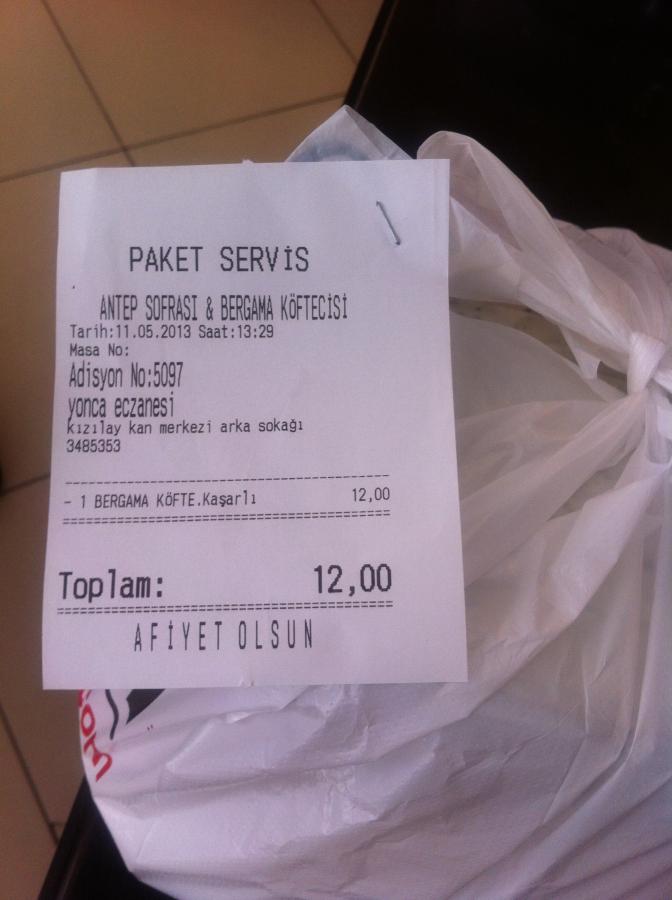 PAKET SERVİS
ANTEP SOFRASI & BERGAMA KÖFTECİSİ
Tarih:11.05.2013 Saat:13:29
Masa No:
Adisyon No:5097
yonca eczanesi
kızılay kan merkezi arka sokağı
3485353
- 1 BERGAMA KÖFTE.Kaşarlı 12,00
Toplam: 12,00
AFİYET OLSUN